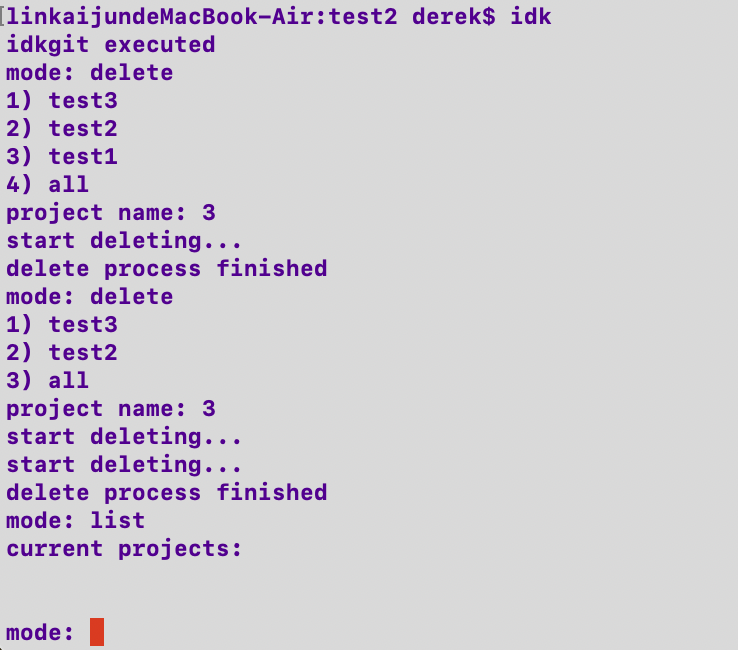 [linkaijundeMacBook-Air:test2 derek$ idk
idkgit executed
mode: delete
1) test3
2) test2
3) test1
4) all
project name: 3
start deleting...
delete process finished
mode: delete
1) test3
2) test2
3) all
project name: 3
start deleting...
start deleting...
delete process finished
mode: list
current projects:
mode: